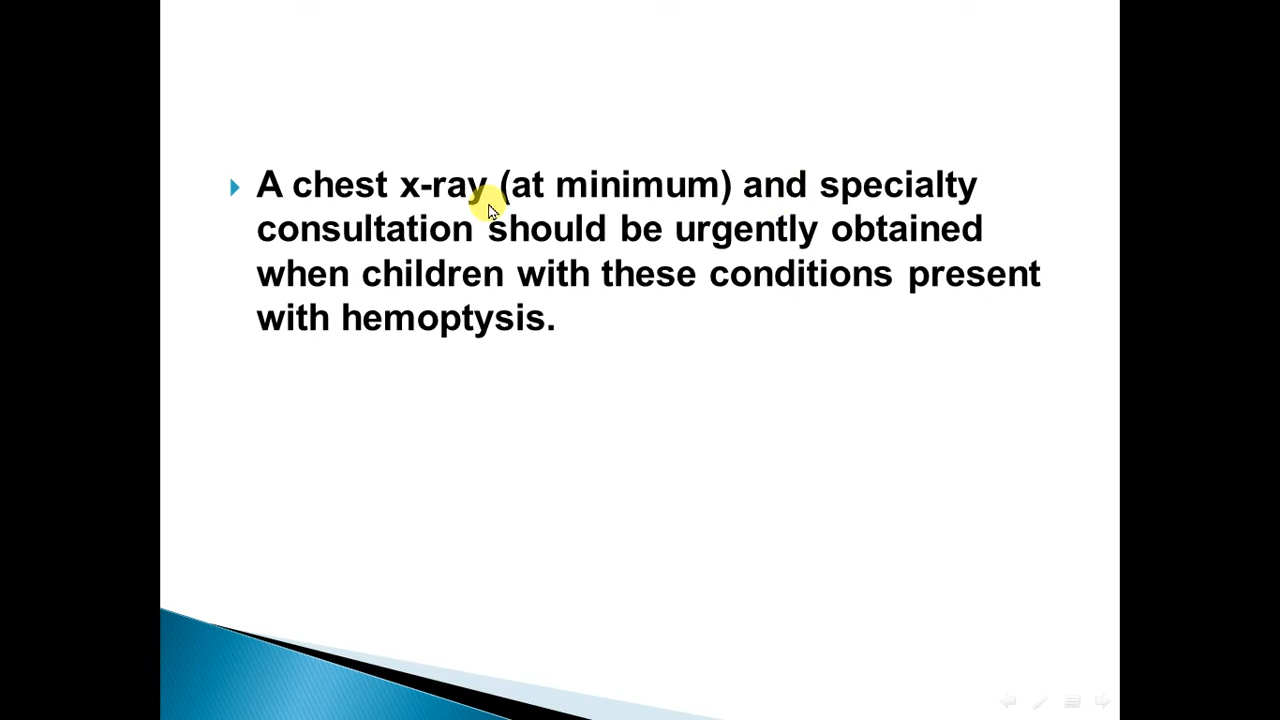 A chest x-ray (at minimum) and specialty
consultation should be urgently obtained
when children with these conditions present
with hemoptysis.